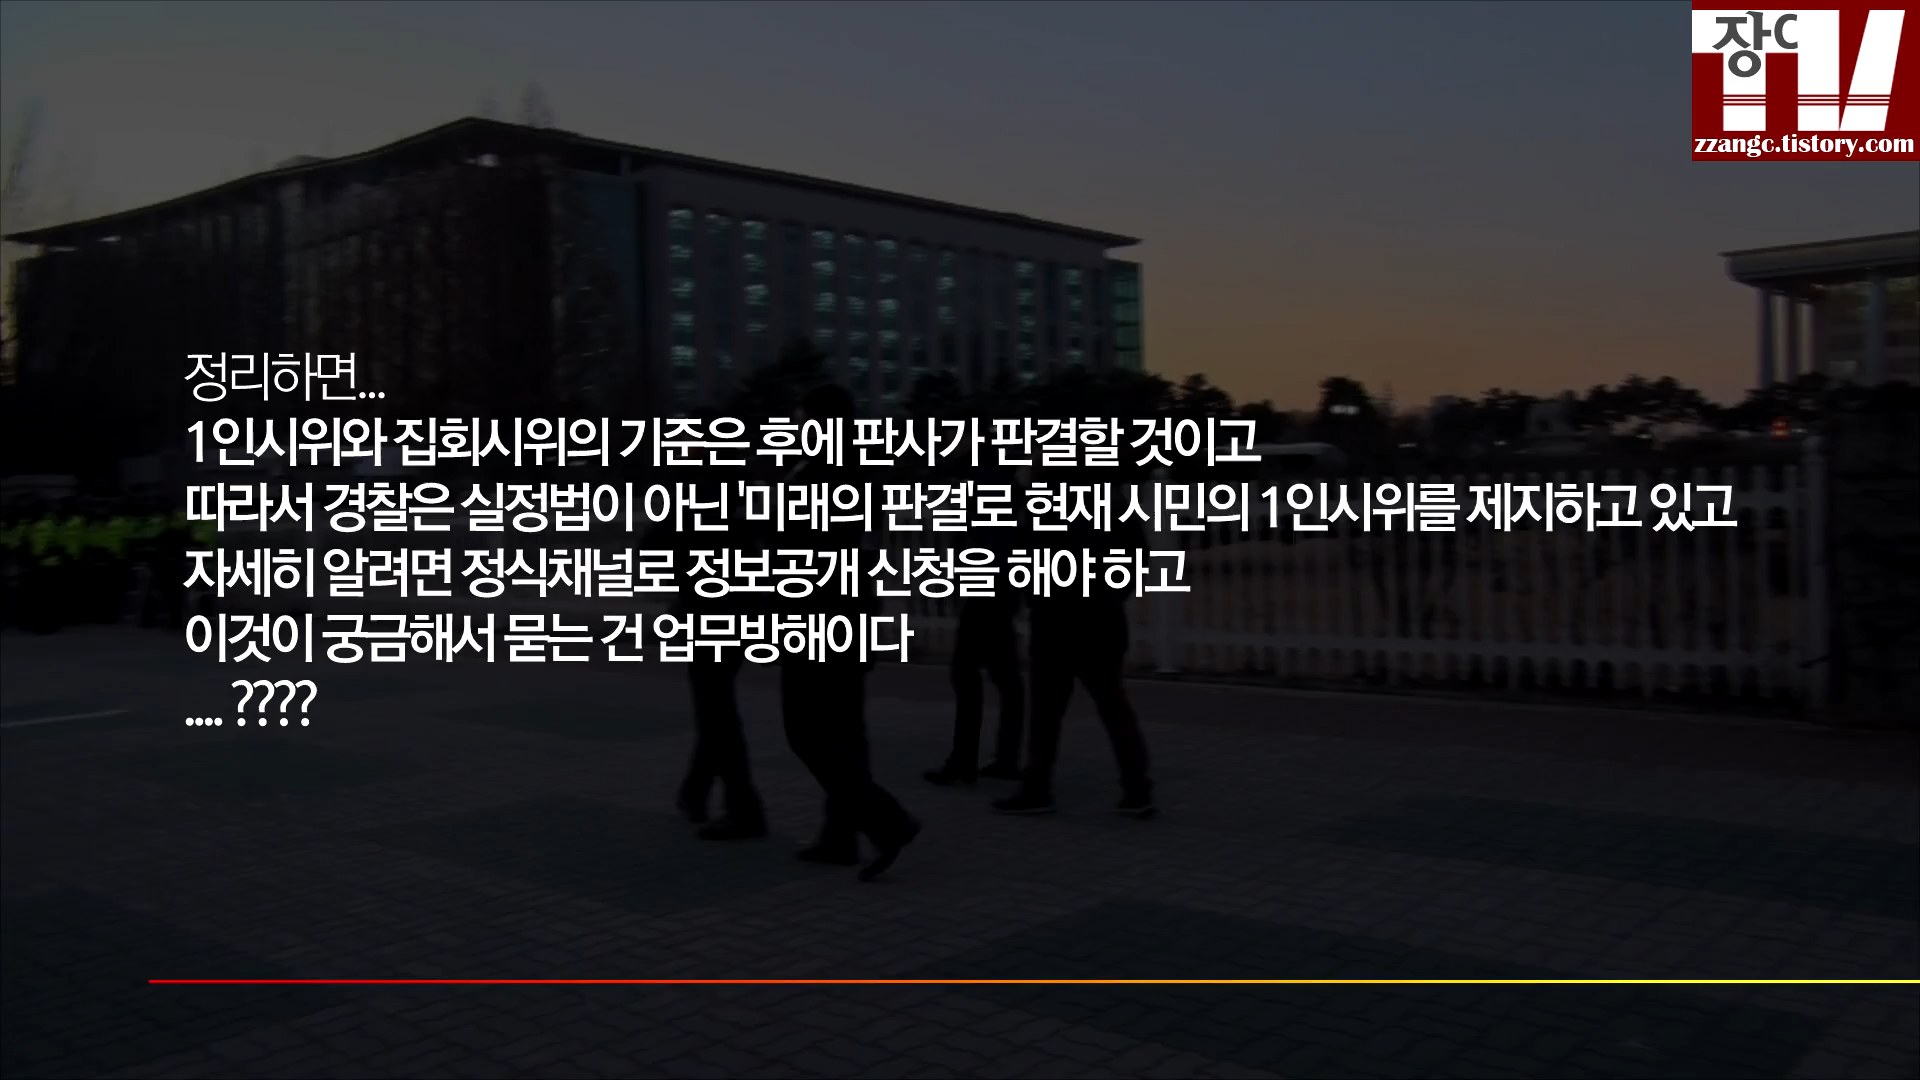 장C
TV
zzangc.tistory.com
정리하면...
1인시위와 집회시위의 기준은 후에 판사가 판결할 것이고
따라서 경찰은 실정법이 아닌 '미래의 판결'로 현재 시민의 1인시위를 제지하고 있고
자세히 알려면 정식채널로 정보공개 신청을 해야 하고
이것이 궁금해서 묻는 건 업무방해이다
.... ????